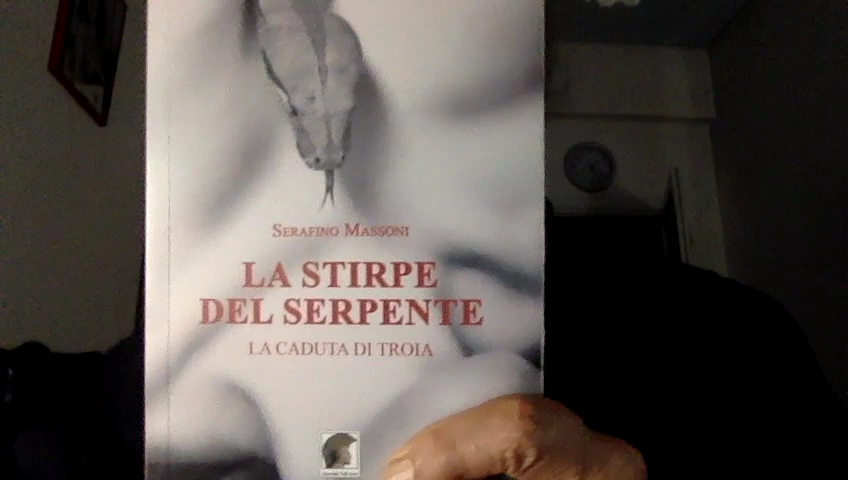 SERAFINO MASSONI
LA STIRPE
DEL SERPENTE
LA CADUTA DI TROIA